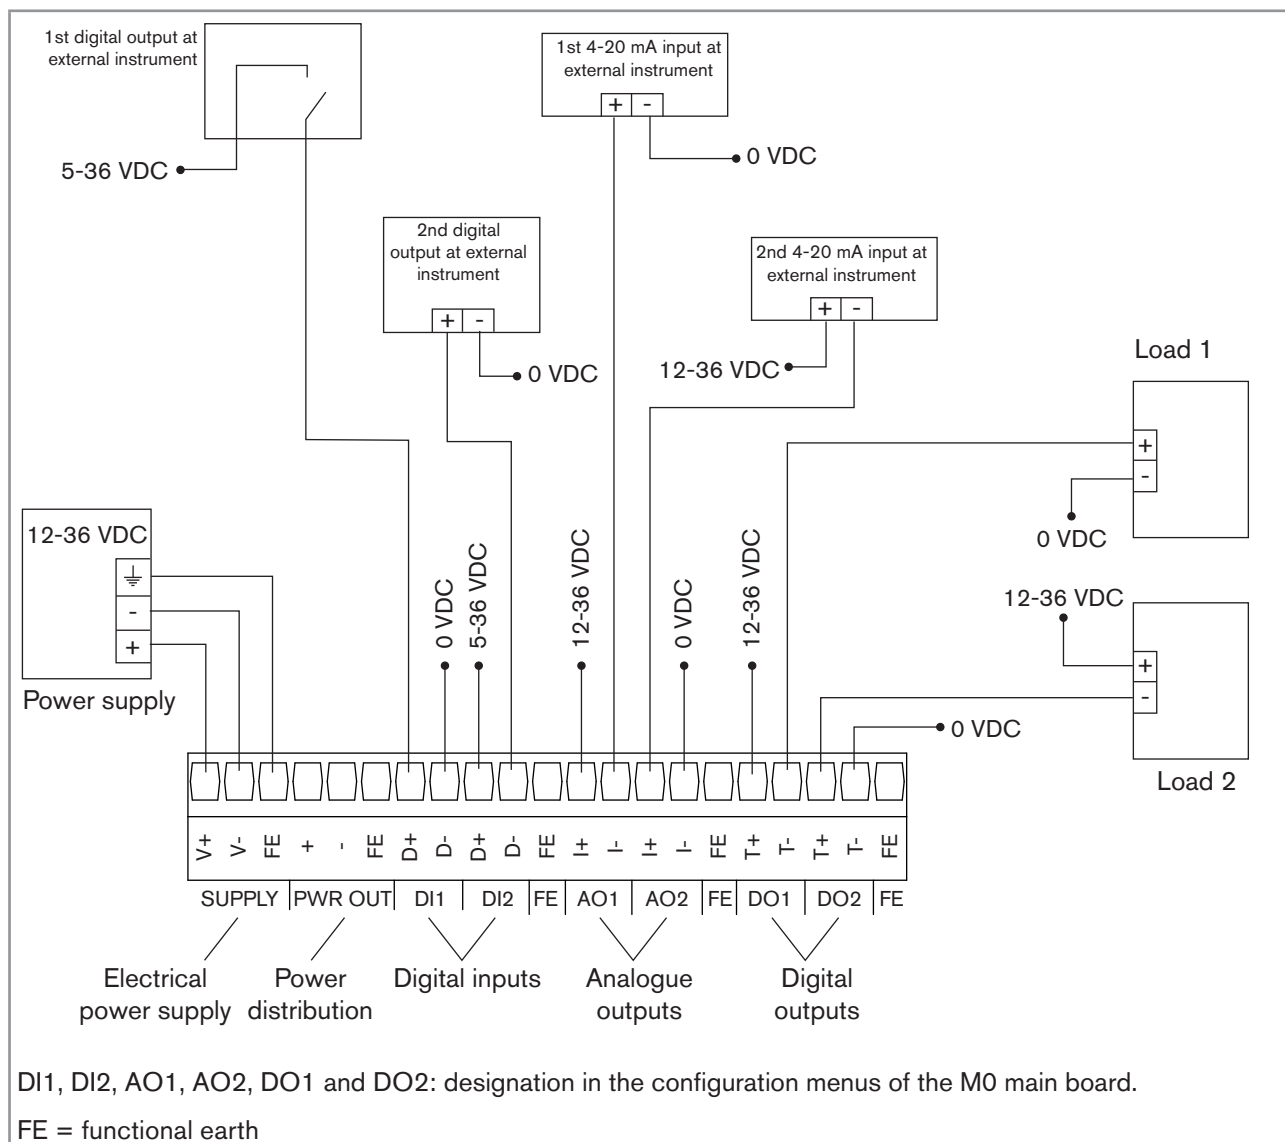 1st digital output at
external instrument
5-36 VDC
1st 4-20 mA input at
external instrument
+ -
0 VDC
2nd digital
output at external
instrument
+ -
0 VDC
2nd 4-20 mA input at
external instrument
+ -
12-36 VDC
Load 1
+
-
0 VDC
12-36 VDC
+
-
Load 2
0 VDC
12-36 VDC
-
+
Power supply
0 VDC
5-36 VDC
12-36 VDC
0 VDC
12-36 VDC
V+ V- FE + - FE D+ D- D+ D- FE I+ I- I+ I- FE T+ T- T+ T- FE
SUPPLY PWR OUT DI1 DI2 FE AO1 AO2 FE DO1 DO2 FE
Electrical
power supply
Power
distribution
Digital inputs
Analogue
outputs
Digital
outputs
DI1, DI2, AO1, AO2, DO1 and DO2: designation in the configuration menus of the M0 main board.
FE = functional earth